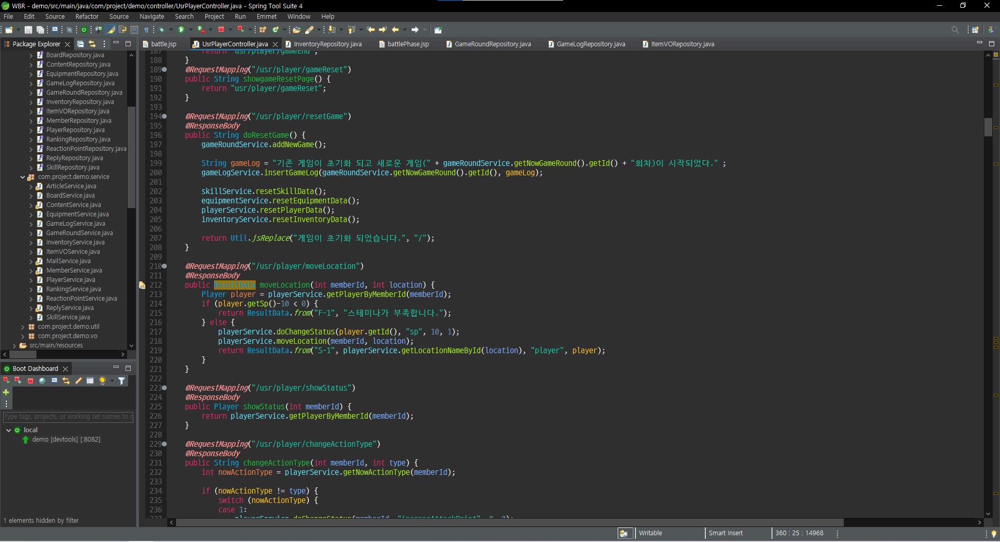 WBR - demo/src/main/java/com/project/demo/controller/UsrPlayerController.java - Spring Tool Suite 4
File Edit Source Refactor Source Navigate Search Project Run Emmet Window Help
Package Explorer
battle.jsp UsrPlayerController.java InventoryRepository.java battlePhase.jsp GameRoundRepository.java GameLogRepository.java ItemVORepository.java
BoardRepository.java
ContentRepository.java
EquipmentRepository.java
GameLogRepository.java
GameRoundRepository.java
InventoryRepository.java
ItemVORepository.java
MemberRepository.java
PlayerRepository.java
RankingRepository.java
ReactionPointRepository.java
ReplyRepository.java
SkillRepository.java
com.project.demo.service
ArticleService.java
BoardService.java
ContentService.java
EquipmentService.java
GameLogService.java
GameRoundService.java
InventoryService.java
ItemVOService.java
MailService.java
MemberService.java
PlayerService.java
RankingService.java
ReactionPointService.java
ReplyService.java
SkillService.java
com.project.demo.util
com.project.demo.vo
src/main/resources
Boot Dashboard
Type tags, projects, or working set names to
local
demo [devtools] [:8082]
1 elements hidden by filter
187 return "usr/player/gameEnd";
188 }
189 @RequestMapping("/usr/player/gameReset")
190 public String showgameResetPage() {
191 return "usr/player/gameReset";
192 }
193
194 @RequestMapping("/usr/player/resetGame")
195 @ResponseBody
196 public String doResetGame() {
197 gameRoundService.addNewGame();
198
199 String gameLog = "기존 게임이 초기화 되고 새로운 게임(" + gameRoundService.getNowGameRound().getId() + "회차)이 시작되었다." ;
200 gameLogService.insertGameLog(gameRoundService.getNowGameRound().getId(), gameLog);
201
202 skillService.resetSkillData();
203 equipmentService.resetEquipmentData();
204 playerService.resetPlayerData();
205 inventoryService.resetInventoryData();
206
207 return Util.jsReplace("게임이 초기화 되었습니다.", "/");
208 }
209
210 @RequestMapping("/usr/player/moveLocation")
211 @ResponseBody
212 public ResultData moveLocation(int memberId, int location) {
213 Player player = playerService.getPlayerByMemberId(memberId);
214 if (player.getSp()-10 < 0) {
215 return ResultData.from("F-1", "스테미나가 부족합니다.");
216 } else {
217 playerService.doChangeStatus(player.getId(), "sp", 10, 1);
218 playerService.moveLocation(memberId, location);
219 return ResultData.from("S-1", playerService.getLocationNameById(location), "player", player);
220 }
221 }
222
223 @RequestMapping("/usr/player/showStatus")
224 @ResponseBody
225 public Player showStatus(int memberId) {
226 return playerService.getPlayerByMemberId(memberId);
227 }
228
229 @RequestMapping("/usr/player/changeActionType")
230 @ResponseBody
231 public String changeActionType(int memberId, int type) {
232 int nowActionType = playerService.getNowActionType(memberId);
233
234 if (nowActionType != type) {
235 switch (nowActionType) {
236 case 1:
237 playerService.doChangeStatus(memberId, "increseAttackPoint", 0, 0);
Writable Smart Insert 360 : 25 : 14968